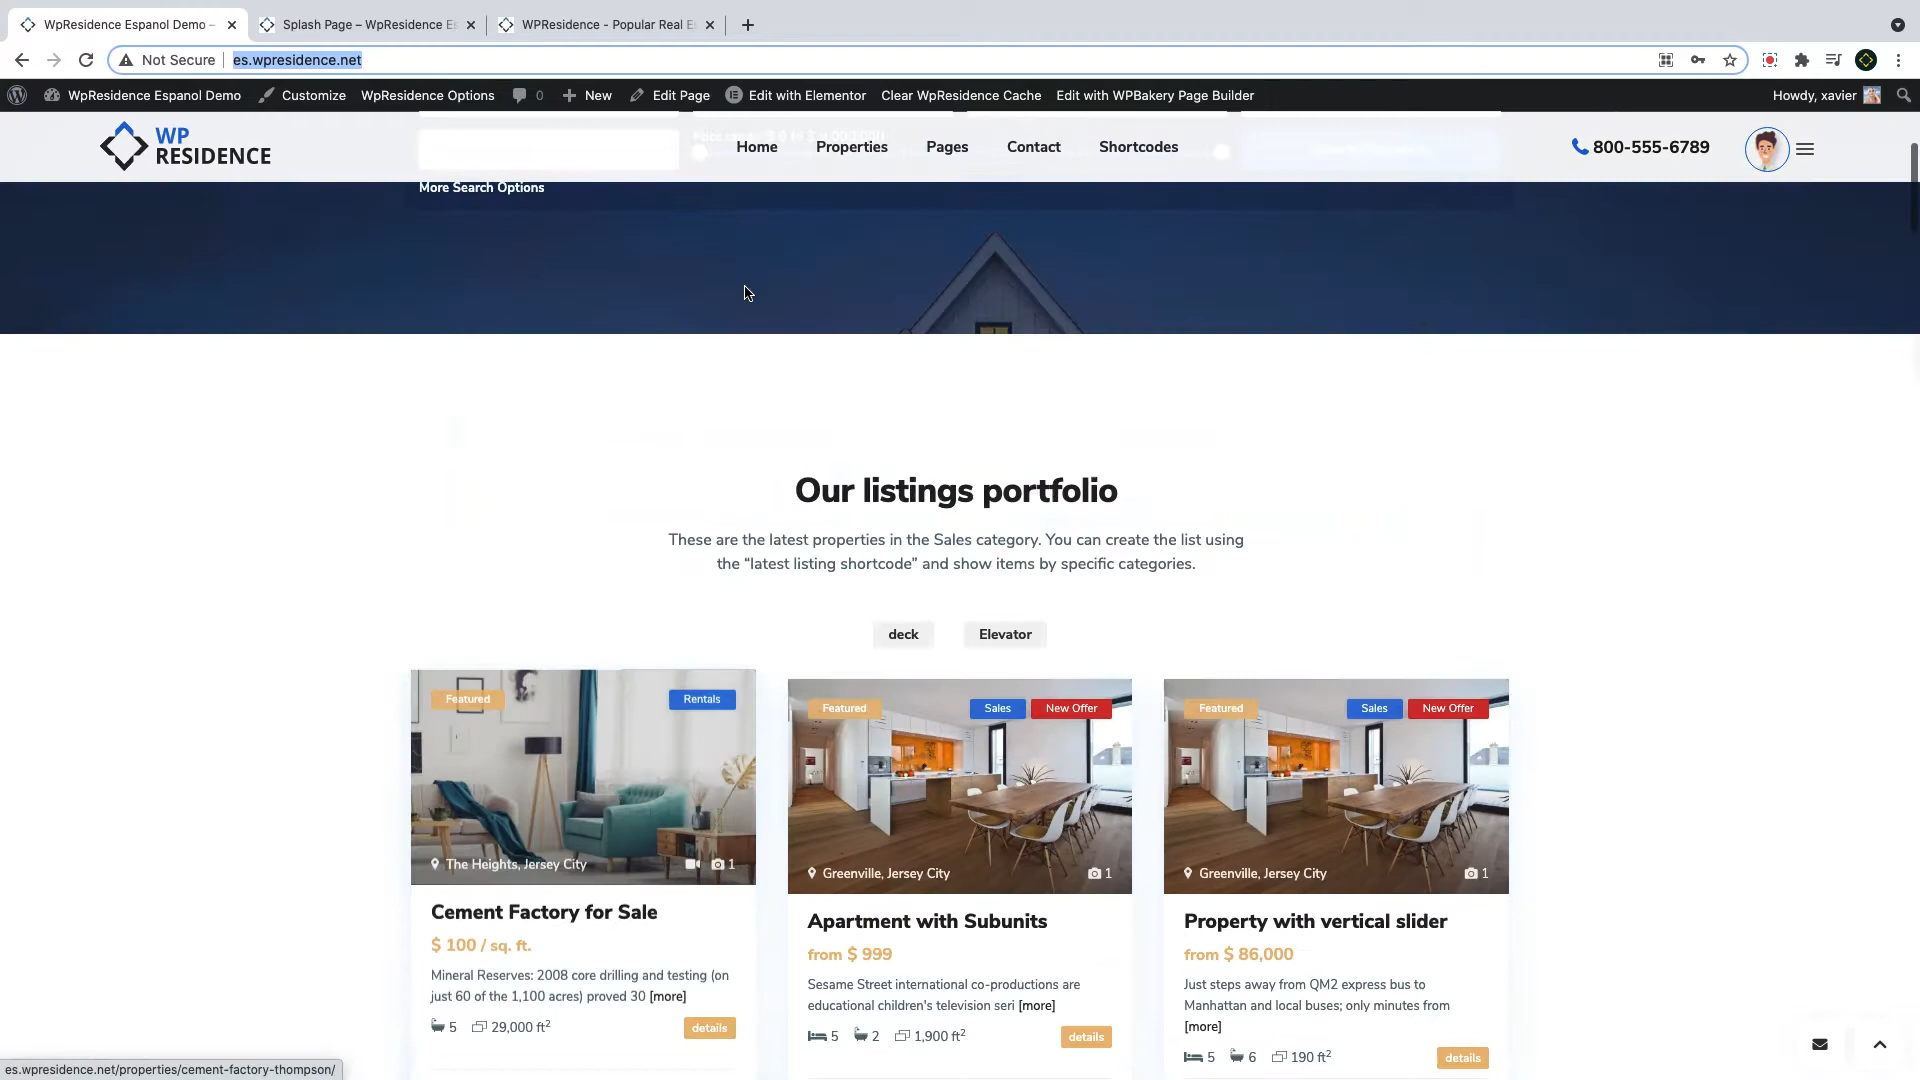 WpResidence Espanol Demo –
Splash Page – WpResidence Es
WPResidence - Popular Real Es
Not Secure
es.wpresidence.net
WpResidence Espanol Demo
Customize
WpResidence Options
0
New
Edit Page
Edit with Elementor
Clear WpResidence Cache
Edit with WPBakery Page Builder
Howdy, xavier
WP
RESIDENCE
Home
Properties
Pages
Contact
Shortcodes
800-555-6789
More Search Options
Our listings portfolio
These are the latest properties in the Sales category. You can create the list using
the “latest listing shortcode” and show items by specific categories.
deck
Elevator
Featured
Rentals
The Heights, Jersey City
1
Cement Factory for Sale
$ 100 / sq. ft.
Mineral Reserves: 2008 core drilling and testing (on
just 60 of the 1,100 acres) proved 30 [more]
5
29,000 ft²
details
Featured
Sales
New Offer
Greenville, Jersey City
1
Apartment with Subunits
from $ 999
Sesame Street international co-productions are
educational children's television seri [more]
5
2
1,900 ft²
details
Featured
Sales
New Offer
Greenville, Jersey City
1
Property with vertical slider
from $ 86,000
Just steps away from QM2 express bus to
Manhattan and local buses; only minutes from
[more]
5
6
190 ft²
details
es.wpresidence.net/properties/cement-factory-thompson/